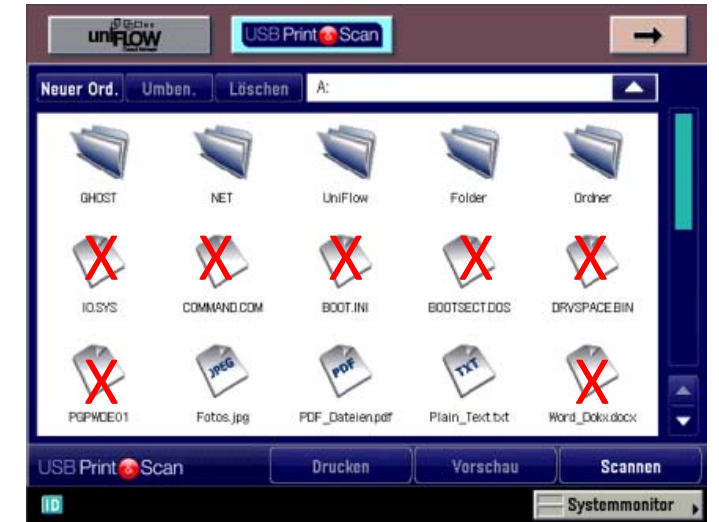 uniFLOW
USB Print & Scan
Neuer Ord. Umben. Löschen A:
GHOST NET UniFlow Folder Ordner
X X X X X
IO.SYS COMMAND.COM BOOT.INI BOOTSECT.DOS DRVSPACE.BIN
X JPEG PDF TXT X
PGPWDE01 Fotos.jpg PDF_Dateien.pdf Plain_Text.txt Word_Dokx.docx
USB Print & Scan Drucken Vorschau Scannen
ID Systemmonitor